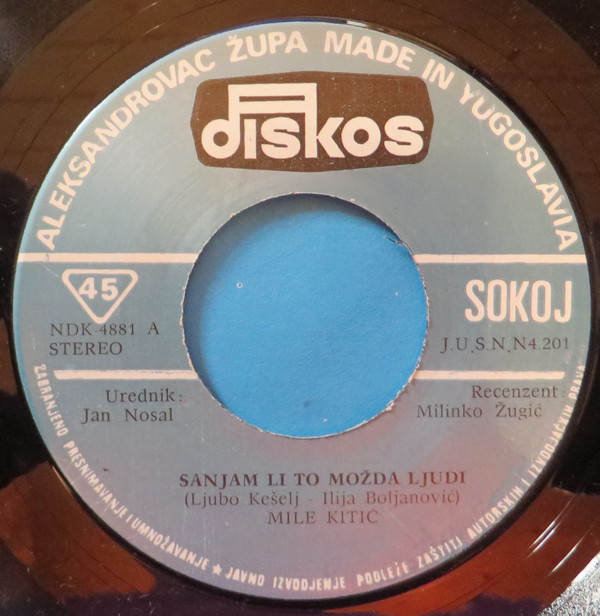 ALEKSANDROVAC ŽUPA MADE IN YUGOSLAVIA
diskos
45
SOKOJ
NDK-4881 A
STEREO
J.U.S.N.N4.201
Urednik:
Jan Nosal
Recenzent:
Milinko Žugić
SANJAM LI TO MOŽDA LJUDI
(Ljubo Kešelj - Ilija Boljanović)
MILE KITIĆ
ZABRANJENO PRESNIMAVANJE I UMNOŽAVANJE ★ JAVNO IZVODJENJE PODLEŽE ZAŠTITI AUTORSKIH I IZVODJAČKIH PRAVA